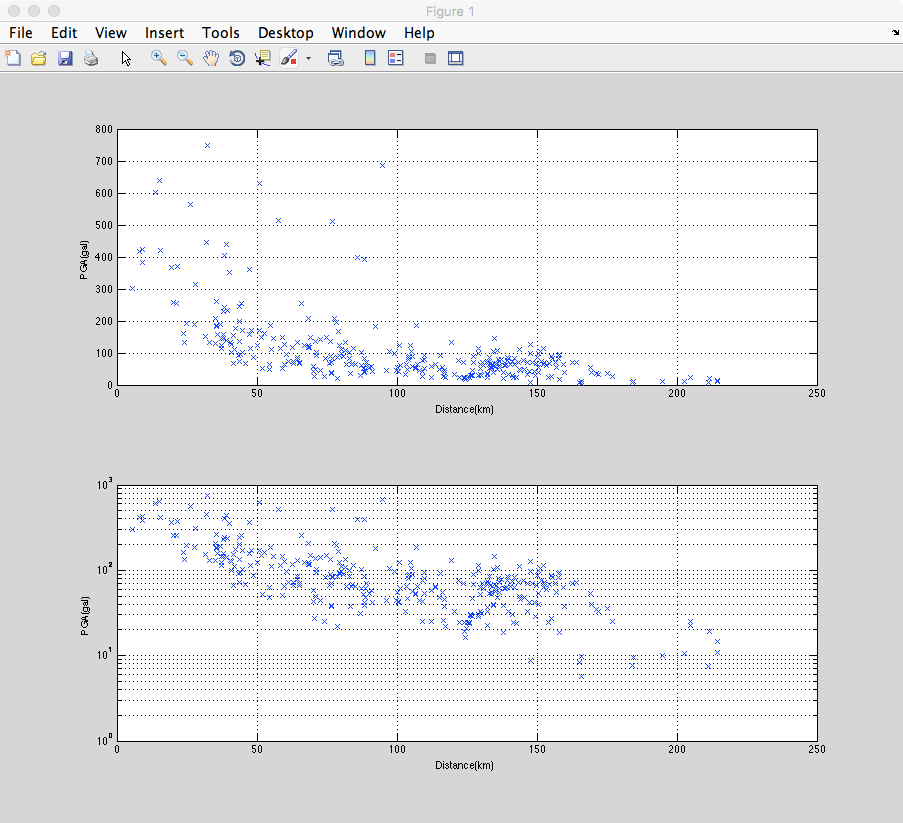 Figure 1
File Edit View Insert Tools Desktop Window Help
800
700
600
500
400
300
200
100
0
PGA(gal)
0 50 100 150 200 250
Distance(km)
10^3
10^2
10^1
10^0
PGA(gal)
0 50 100 150 200 250
Distance(km)